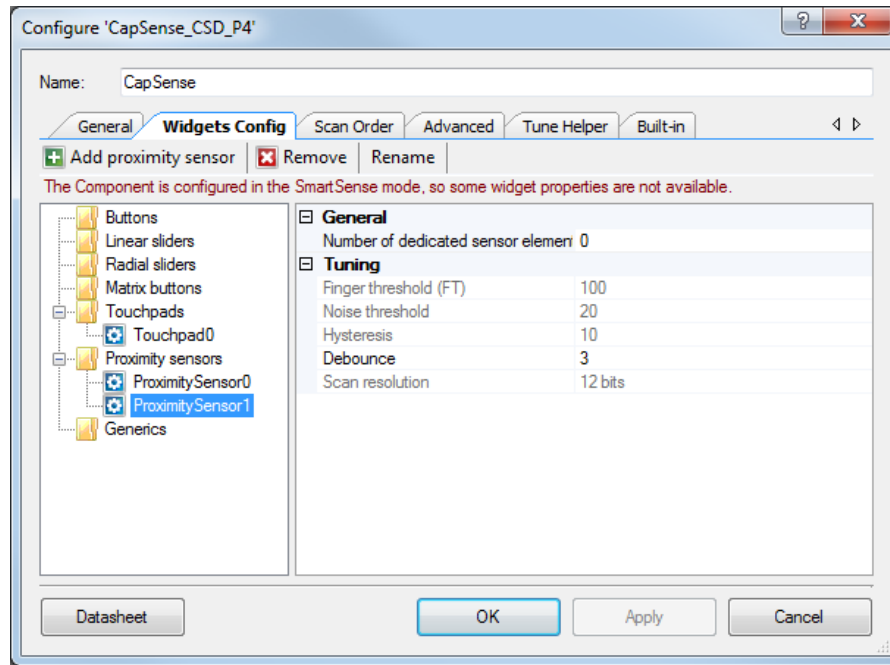 Configure 'CapSense_CSD_P4'
Name: CapSense
General Widgets Config Scan Order Advanced Tune Helper Built-in
Add proximity sensor Remove Rename
The Component is configured in the SmartSense mode, so some widget properties are not available.
Buttons
Linear sliders
Radial sliders
Matrix buttons
Touchpads
Touchpad0
Proximity sensors
ProximitySensor0
ProximitySensor1
Generics
General
Number of dedicated sensor element 0
Tuning
Finger threshold (FT) 100
Noise threshold 20
Hysteresis 10
Debounce 3
Scan resolution 12 bits
Datasheet OK Apply Cancel